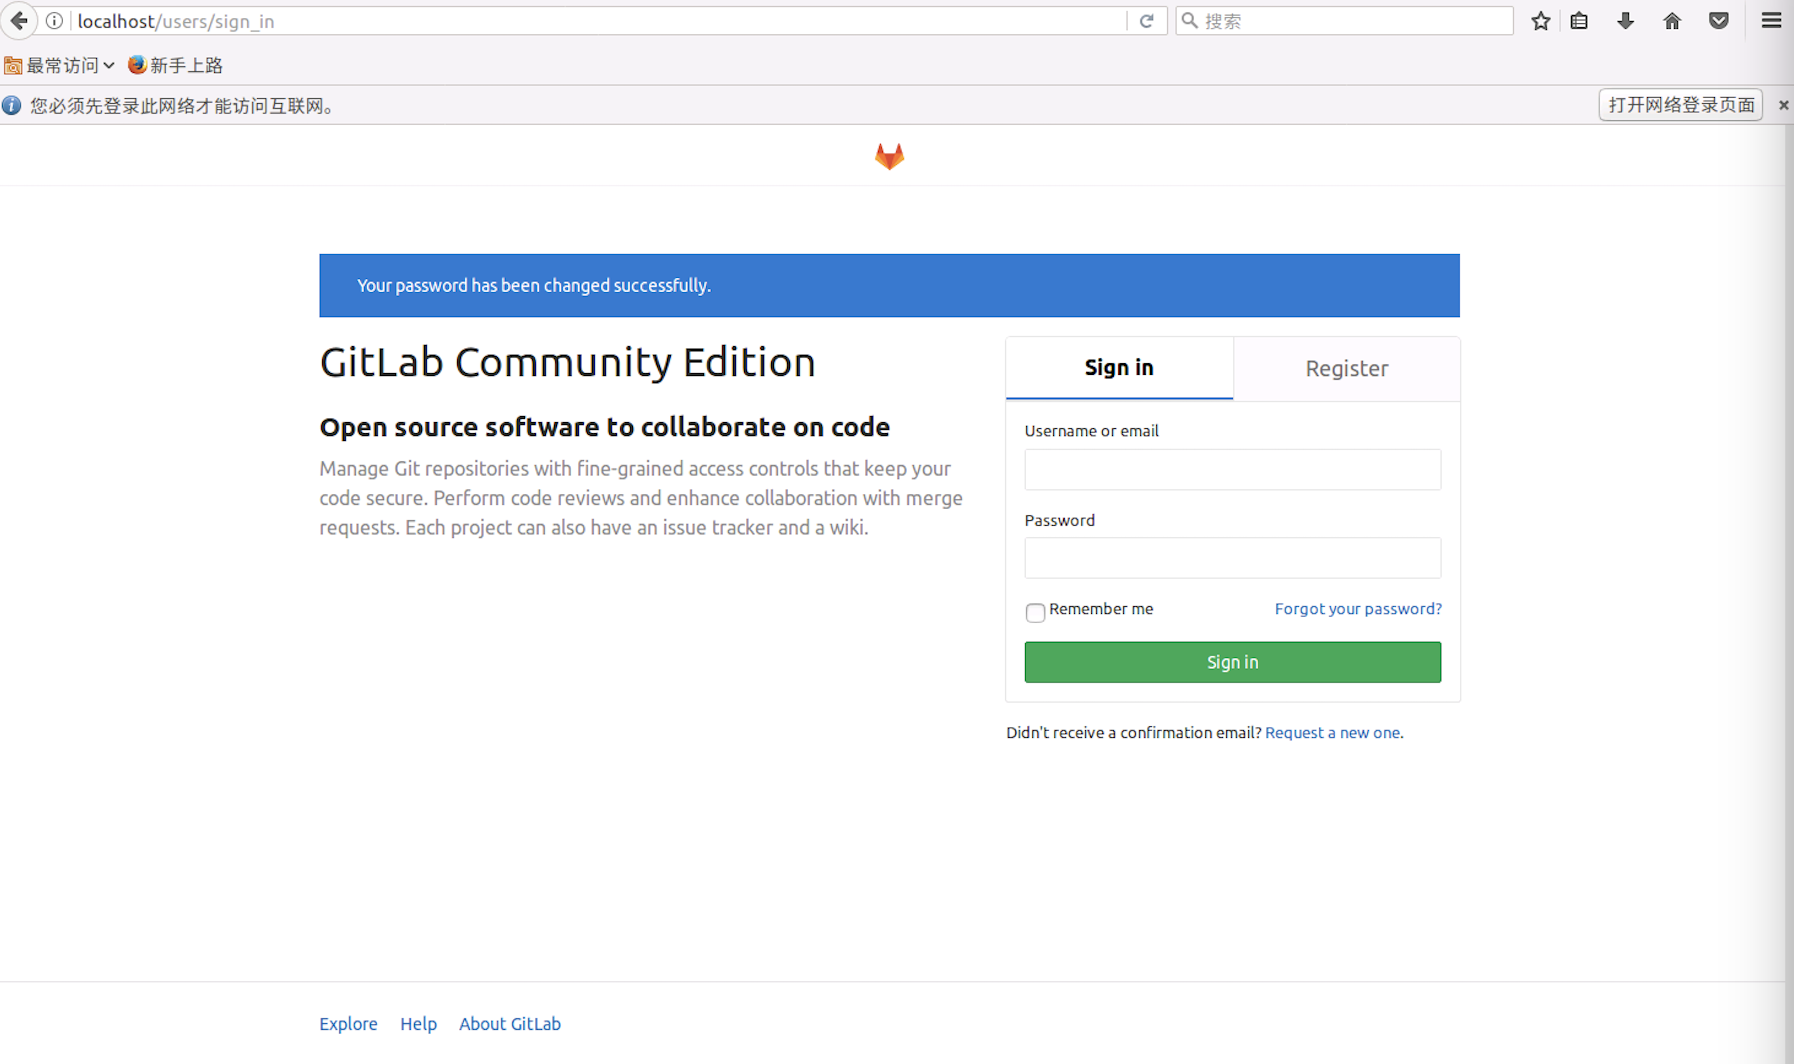 localhost/users/sign_in
搜索
最常访问
新手上路
您必须先登录此网络才能访问互联网。
打开网络登录页面
Your password has been changed successfully.
GitLab Community Edition
Open source software to collaborate on code
Manage Git repositories with fine-grained access controls that keep your
code secure. Perform code reviews and enhance collaboration with merge
requests. Each project can also have an issue tracker and a wiki.
Sign in
Register
Username or email
Password
Remember me
Forgot your password?
Sign in
Didn't receive a confirmation email? Request a new one.
Explore
Help
About GitLab